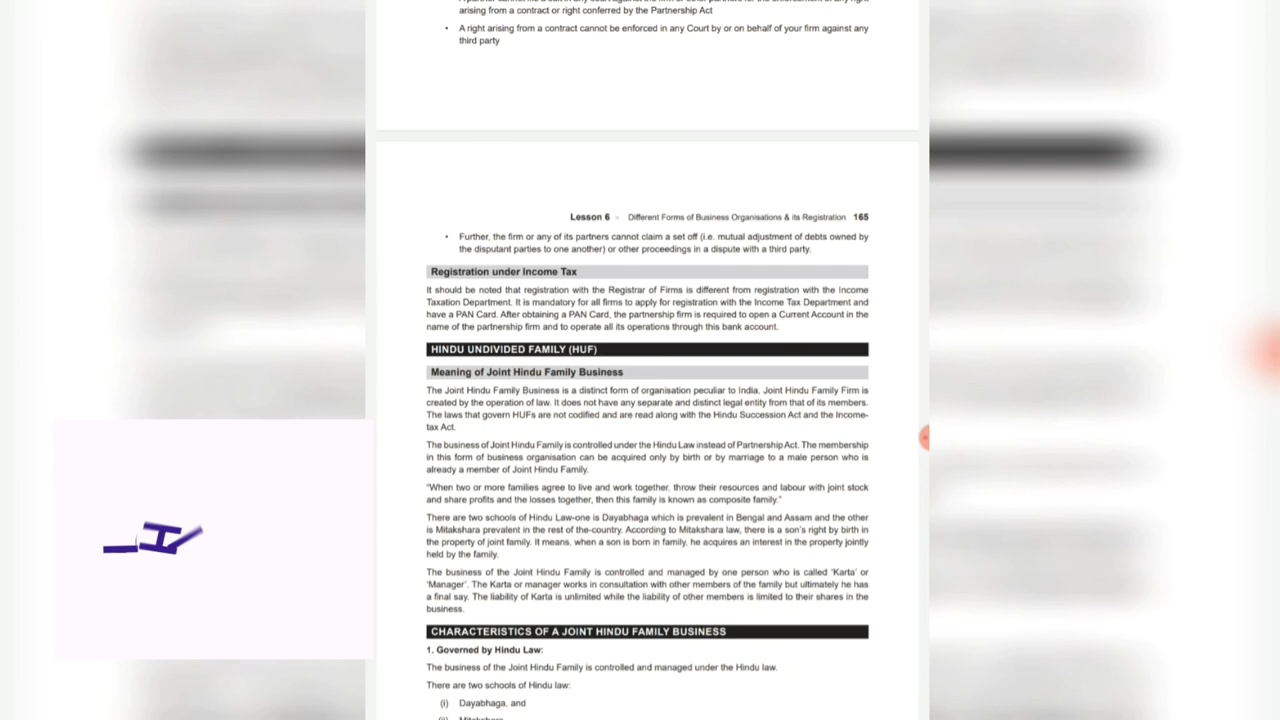 arising from a contract or right conferred by the Partnership Act
• A right arising from a contract cannot be enforced in any Court by or on behalf of your firm against any
third party
Lesson 6 Different Forms of Business Organisations & its Registration 165
• Further, the firm or any of its partners cannot claim a set off (i.e. mutual adjustment of debts owned by
the disputant parties to one another) or other proceedings in a dispute with a third party.
Registration under Income Tax
It should be noted that registration with the Registrar of Firms is different from registration with the Income
Taxation Department. It is mandatory for all firms to apply for registration with the Income Tax Department and
have a PAN Card. After obtaining a PAN Card, the partnership firm is required to open a Current Account in the
name of the partnership firm and to operate all its operations through this bank account.
HINDU UNDIVIDED FAMILY (HUF)
Meaning of Joint Hindu Family Business
The Joint Hindu Family Business is a distinct form of organisation peculiar to India. Joint Hindu Family Firm is
created by the operation of law. It does not have any separate and distinct legal entity from that of its members.
The laws that govern HUFs are not codified and are read along with the Hindu Succession Act and the Income-
tax Act.
The business of Joint Hindu Family is controlled under the Hindu Law instead of Partnership Act. The membership
in this form of business organisation can be acquired only by birth or by marriage to a male person who is
already a member of Joint Hindu Family.
"When two or more families agree to live and work together, throw their resources and labour with joint stock
and share profits and the losses together, then this family is known as composite family."
There are two schools of Hindu Law-one is Dayabhaga which is prevalent in Bengal and Assam and the other
is Mitakshara prevalent in the rest of the-country. According to Mitakshara law, there is a son's right by birth in
the property of joint family. It means, when a son is born in family, he acquires an interest in the property jointly
held by the family.
The business of the Joint Hindu Family is controlled and managed by one person who is called 'Karta' or
'Manager'. The Karta or manager works in consultation with other members of the family but ultimately he has
a final say. The liability of Karta is unlimited while the liability of other members is limited to their shares in the
business.
CHARACTERISTICS OF A JOINT HINDU FAMILY BUSINESS
1. Governed by Hindu Law:
The business of the Joint Hindu Family is controlled and managed under the Hindu law.
There are two schools of Hindu law:
(i) Dayabhaga, and